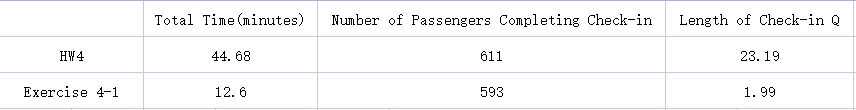 Total Time(minutes) Number of Passengers Completing Check-in Length of Check-in Q
HW4 44.68 611 23.19
Exercise 4-1 12.6 593 1.99